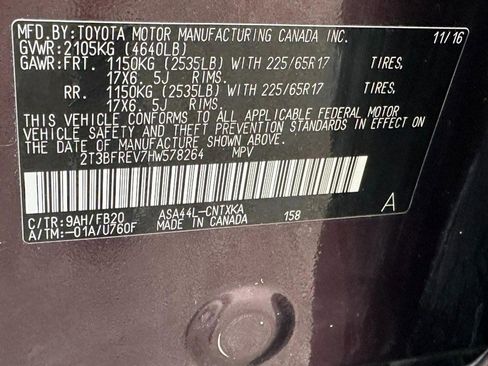 MFD.BY:TOYOTA MOTOR MANUFACTURING CANADA INC. 11/16
GVWR:2105KG (4640LB)
GAWR:FRT. 1150KG (2535LB) WITH 225/65R17 TIRES,
17X6.5J RIMS.
RR. 1150KG (2535LB) WITH 225/65R17 TIRES,
17X6.5J RIMS.
THIS VEHICLE CONFORMS TO ALL APPLICABLE FEDERAL MOTOR
VEHICLE SAFETY AND THEFT PREVENTION STANDARDS IN EFFECT ON
THE DATE OF MANUFACTURE SHOWN ABOVE.
2T3BFREV7HW578264 MPV
C/TR:9AH/FB20 ASA44L-CNTXKA 158 A
A/TM:-01A/U760F MADE IN CANADA